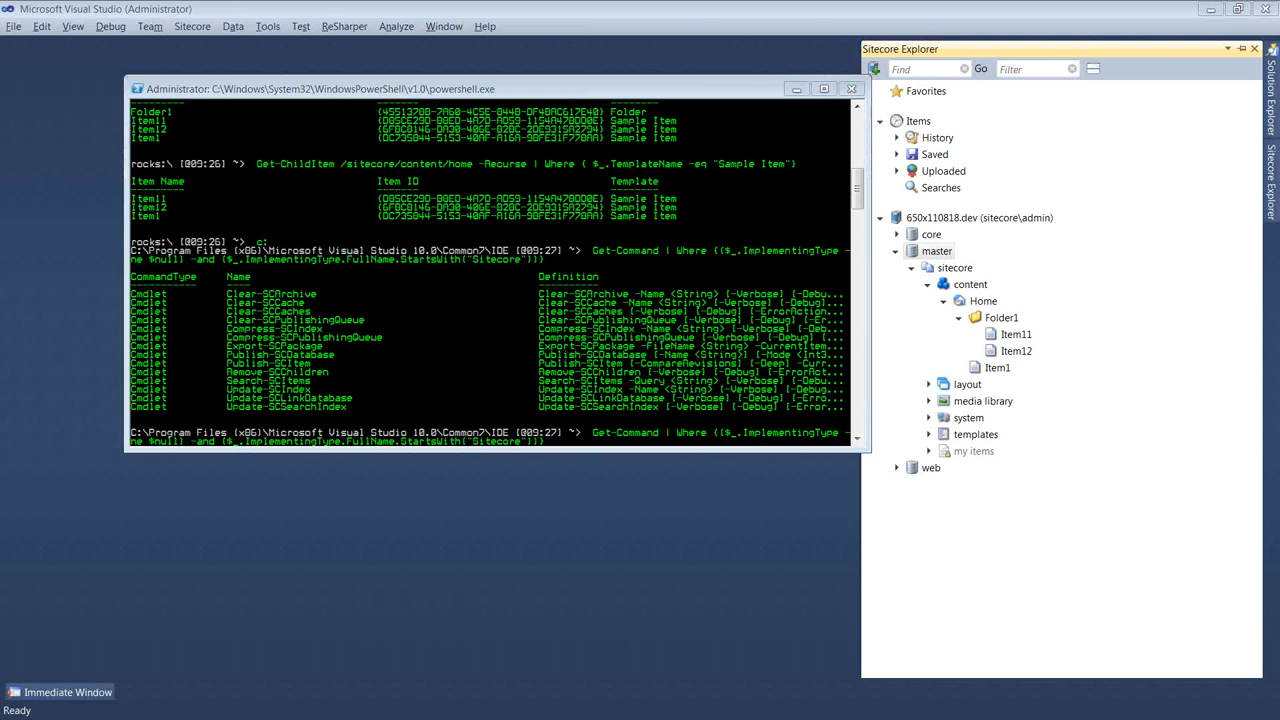 Microsoft Visual Studio (Administrator)
File Edit View Debug Team Sitecore Data Tools Test ReSharper Analyze Window Help
Administrator: C:\Windows\System32\WindowsPowerShell\v1.0\powershell.exe
Folder1 Folder
Item11 Sample Item
Item12 Sample Item
Item1 Sample Item
rocks:\ [09:26] ~> Get-ChildItem /sitecore/content/home -Recurse | Where { $_.TemplateName -eq "Sample Item"}
Item Name Item ID Template
Item11 Sample Item
Item12 Sample Item
Item1 Sample Item
rocks:\ [09:26] ~> c:
C:\Program Files (x86)\Microsoft Visual Studio 10.0\Common7\IDE [09:27] ~> Get-Command | Where {($_.ImplementingType -
ne $null) -and ($_.ImplementingType.FullName.StartsWith("Sitecore"))}
CommandType Name Definition
Cmdlet Clear-SCArchive Clear-SCArchive -Name <String> [-Verbose] [-Debu...
Cmdlet Clear-SCCache Clear-SCCache -Name <String> [-Verbose] [-Debug]...
Cmdlet Clear-SCCaches Clear-SCCaches [-Verbose] [-Debug] [-ErrorAction...
Cmdlet Clear-SCPublishingQueue Clear-SCPublishingQueue [-Verbose] [-Debug] [-Er...
Cmdlet Compress-SCIndex Compress-SCIndex -Name <String> [-Verbose] [-De...
Cmdlet Compress-SCPublishingQueue Compress-SCPublishingQueue [-Verbose] [-Debug] [...
Cmdlet Export-SCPackage Export-SCPackage -FileName <String> -CurrentItem...
Cmdlet Publish-SCDatabase Publish-SCDatabase [-Name <String>] [-Mode <Int3...
Cmdlet Publish-SCItem Publish-SCItem [-CompareRevisions] [-Deep] -Curr...
Cmdlet Remove-SCChildren Remove-SCChildren [-Verbose] [-Debug] [-ErrorAct...
Cmdlet Search-SCItems Search-SCItems -Query <String> [-Verbose] [-Debu...
Cmdlet Update-SCIndex Update-SCIndex -Name <String> [-Verbose] [-Debug...
Cmdlet Update-SCLinkDatabase Update-SCLinkDatabase [-Verbose] [-Debug] [-Erro...
Cmdlet Update-SCSearchIndex Update-SCSearchIndex [-Verbose] [-Debug] [-Error...
C:\Program Files (x86)\Microsoft Visual Studio 10.0\Common7\IDE [09:27] ~> Get-Command | Where {($_.ImplementingType -
ne $null) -and ($_.ImplementingType.FullName.StartsWith("Sitecore"))}
Sitecore Explorer
Find Go Filter
Favorites
Items
History
Saved
Uploaded
Searches
650x110818.dev (sitecore\admin)
core
master
sitecore
content
Home
Folder1
Item11
Item12
Item1
layout
media library
system
templates
my items
web
Solution Explorer
Sitecore Explorer
Immediate Window
Ready